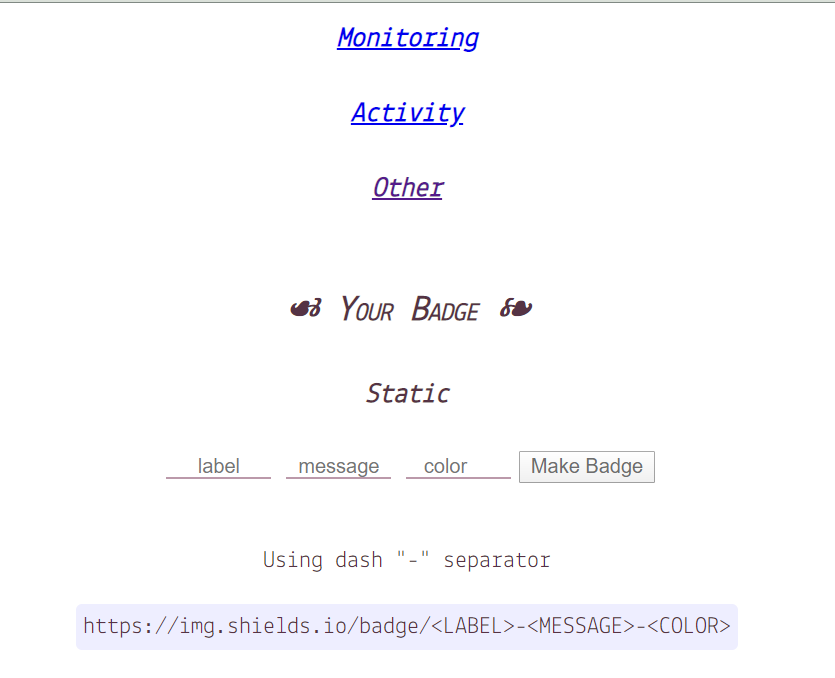 Monitoring
Activity
Other
☙ Your Badge ❧
Static
label message color Make Badge
Using dash "-" separator
https://img.shields.io/badge/<LABEL>-<MESSAGE>-<COLOR>